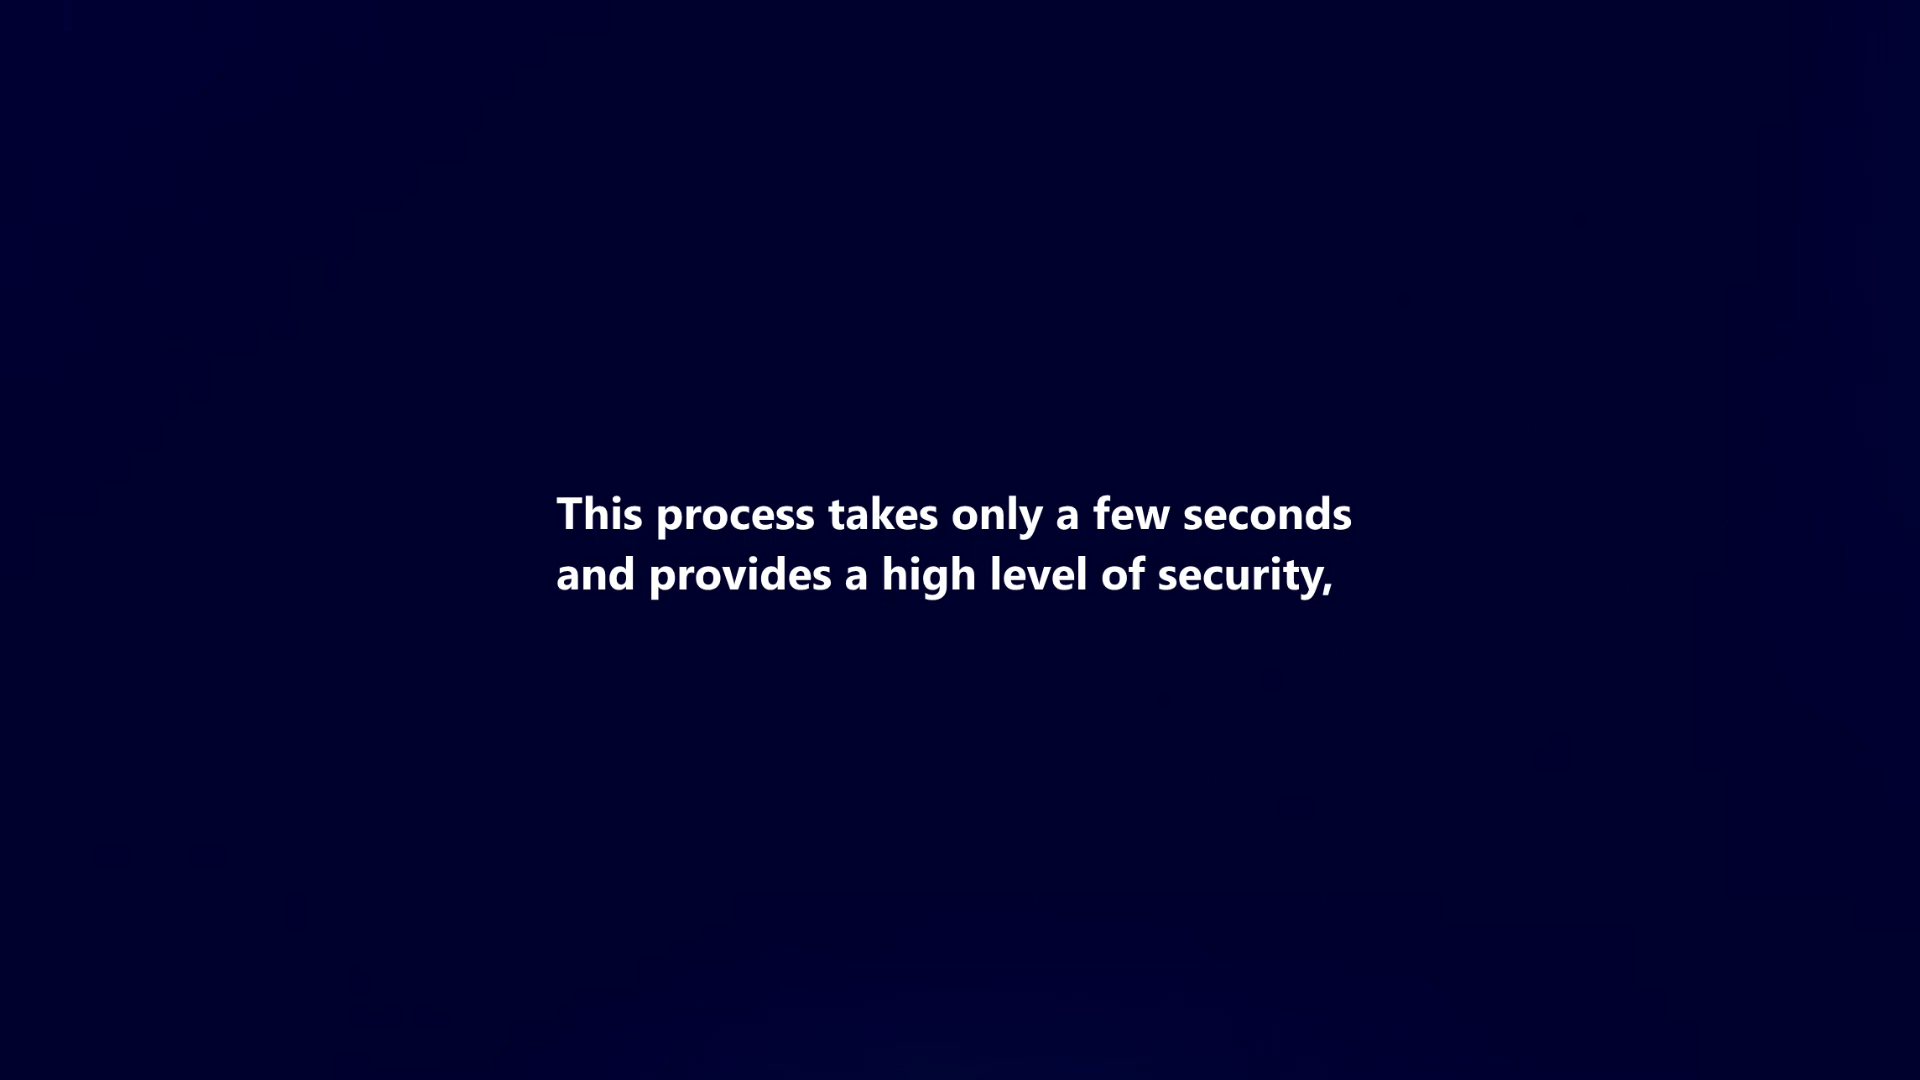 This process takes only a few seconds
and provides a high level of security,